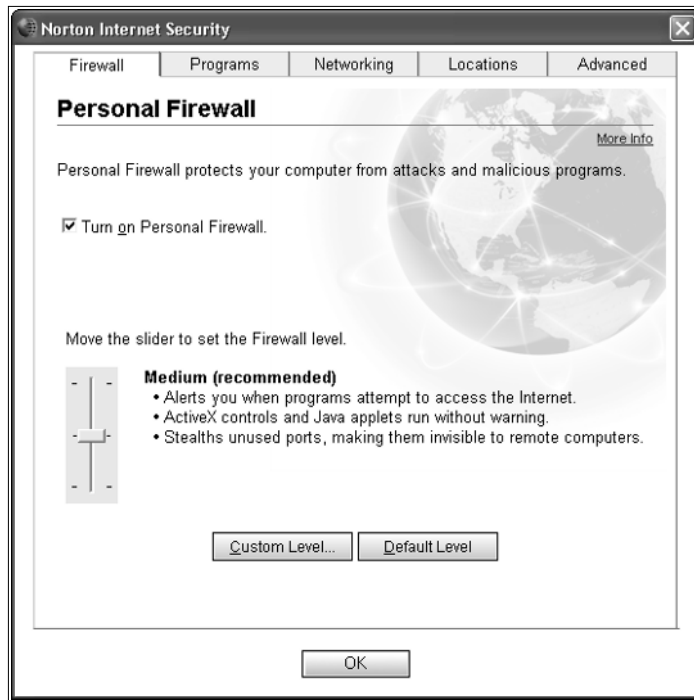 Norton Internet Security
Firewall
Programs
Networking
Locations
Advanced
Personal Firewall
More Info
Personal Firewall protects your computer from attacks and malicious programs.
Turn on Personal Firewall.
Move the slider to set the Firewall level.
Medium (recommended)
• Alerts you when programs attempt to access the Internet.
• ActiveX controls and Java applets run without warning.
• Stealths unused ports, making them invisible to remote computers.
Custom Level...
Default Level
OK